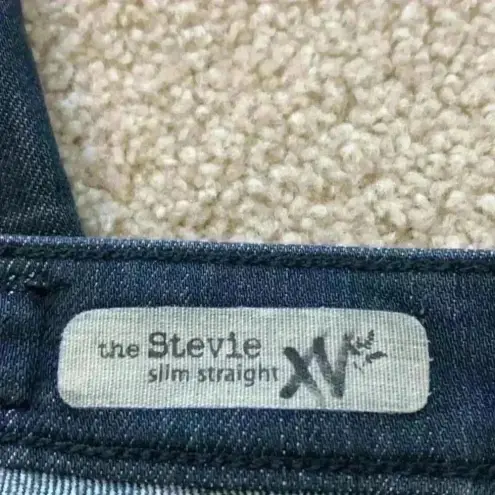 the Stevie
slim straight
XV